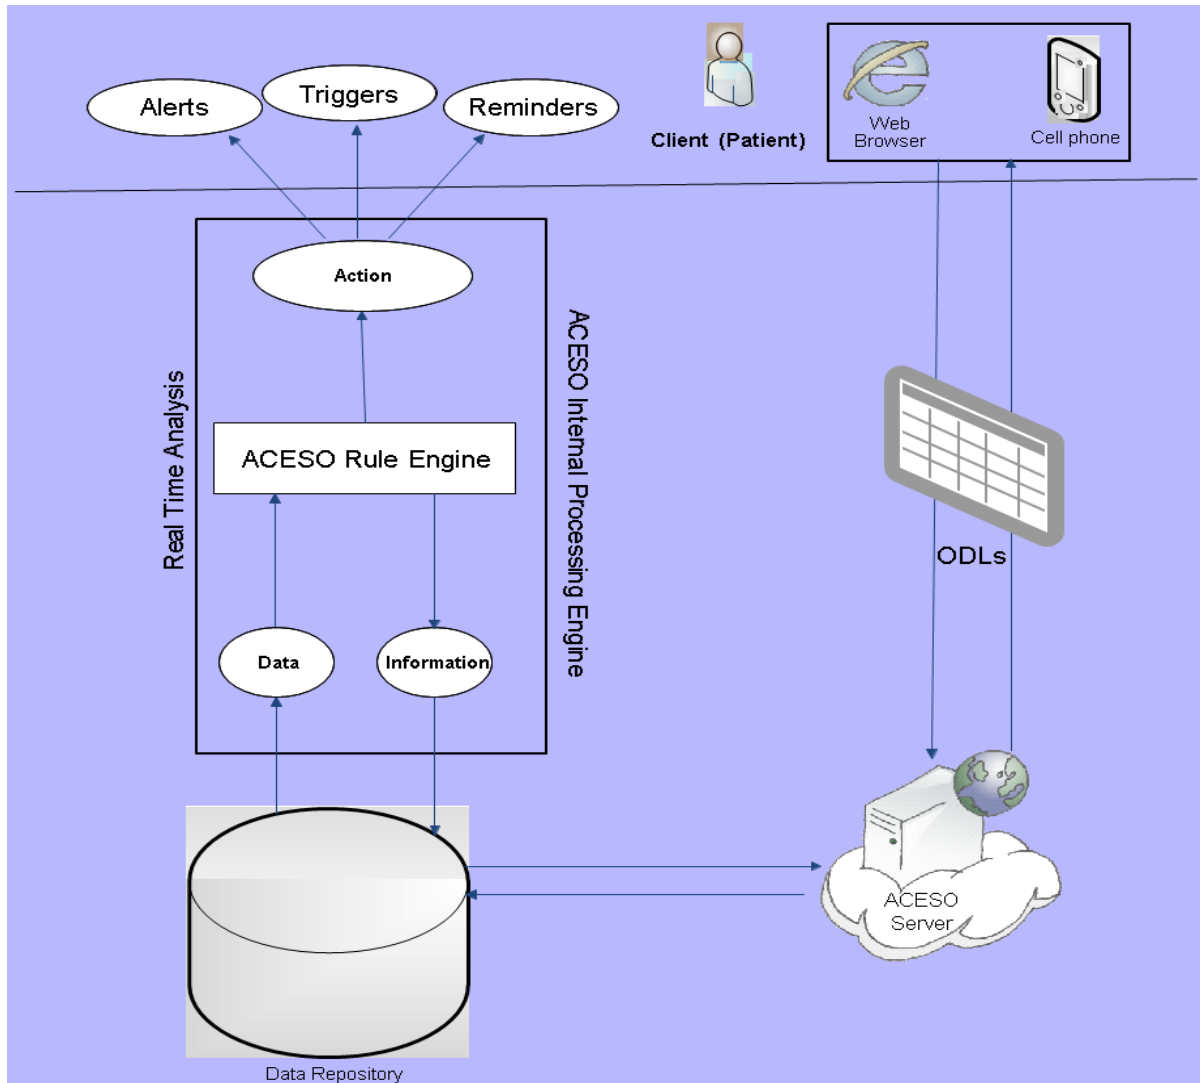 Alerts
Triggers
Reminders
Client (Patient)
Web
Browser
Cell phone
Action
Real Time Analysis
ACESO Internal Processing Engine
ACESO Rule Engine
ODLs
Data
Information
ACESO
Server
Data Repository